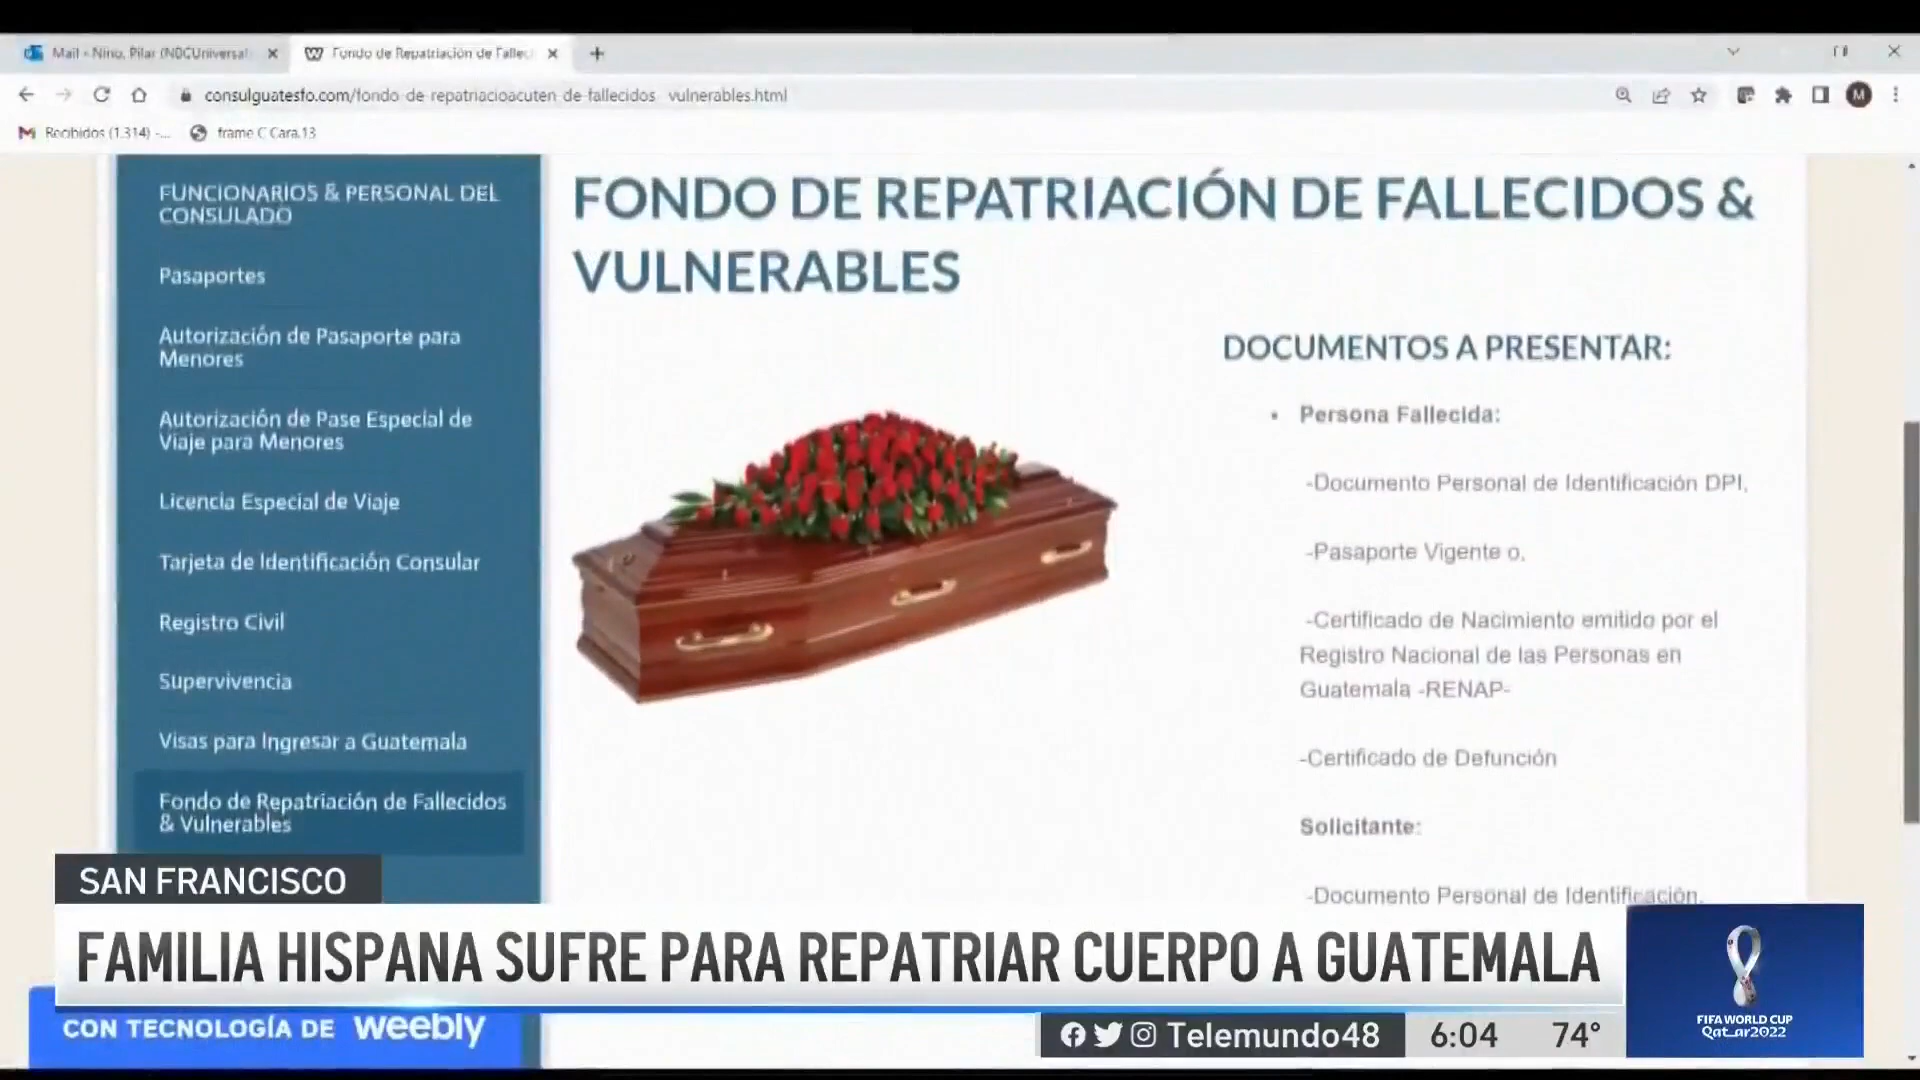 Mail - Nino, Pilar (NBCUniversal
Fondo de Repatriación de Fallec
consulguatesfo.com/fondo-de-repatriacioacuten-de-fallecidos--vulnerables.html
M
Recibidos (1.314) -...
frame C Cara.13
FUNCIONARIOS & PERSONAL DEL
CONSULADO
Pasaportes
Autorización de Pasaporte para
Menores
Autorización de Pase Especial de
Viaje para Menores
Licencia Especial de Viaje
Tarjeta de Identificación Consular
Registro Civil
Supervivencia
Visas para Ingresar a Guatemala
Fondo de Repatriación de Fallecidos
& Vulnerables
FONDO DE REPATRIACIÓN DE FALLECIDOS &
VULNERABLES
DOCUMENTOS A PRESENTAR:
• Persona Fallecida:
-Documento Personal de Identificación DPI,
-Pasaporte Vigente o,
-Certificado de Nacimiento emitido por el
Registro Nacional de las Personas en
Guatemala -RENAP-
-Certificado de Defunción
Solicitante:
-Documento Personal de Identificación,
SAN FRANCISCO
FAMILIA HISPANA SUFRE PARA REPATRIAR CUERPO A GUATEMALA
CON TECNOLOGÍA DE weebly
Telemundo48
6:04 74°
FIFA WORLD CUP
Qatar2022